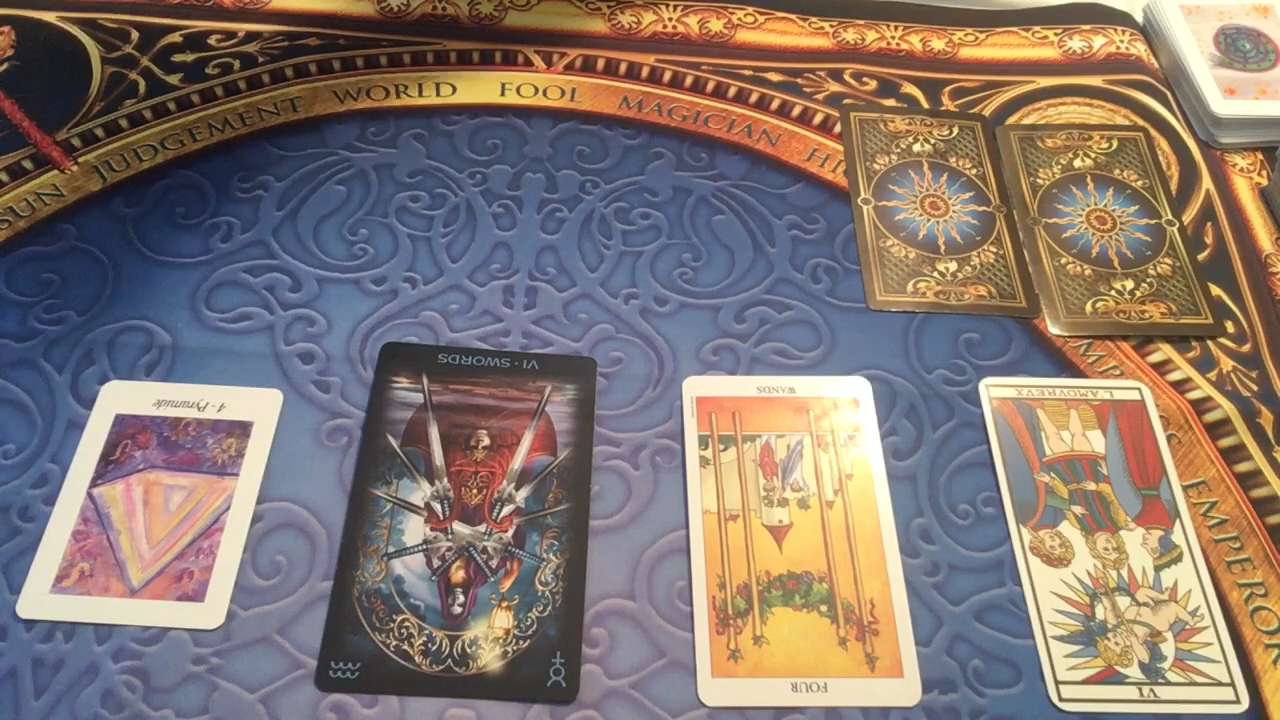 SUN JUDGEMENT WORLD FOOL MAGICIAN
EMPEROR
VI · SWORDS
4 - Pyramide
WANDS
FOUR
L'AMOVREVX
VI